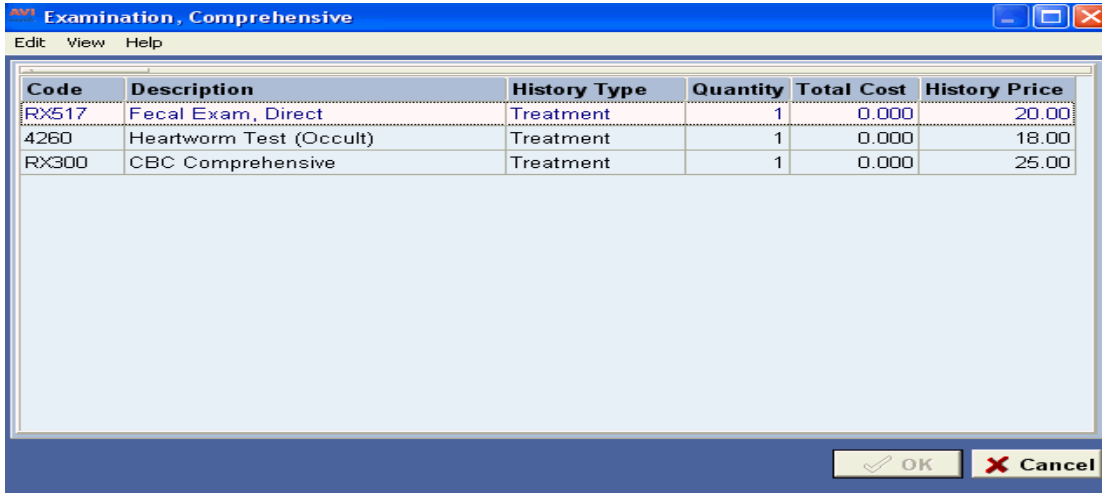 AVI Examination, Comprehensive
Edit View Help
Code Description History Type Quantity Total Cost History Price
RX517 Fecal Exam, Direct Treatment 1 0.000 20.00
4260 Heartworm Test (Occult) Treatment 1 0.000 18.00
RX300 CBC Comprehensive Treatment 1 0.000 25.00
OK Cancel